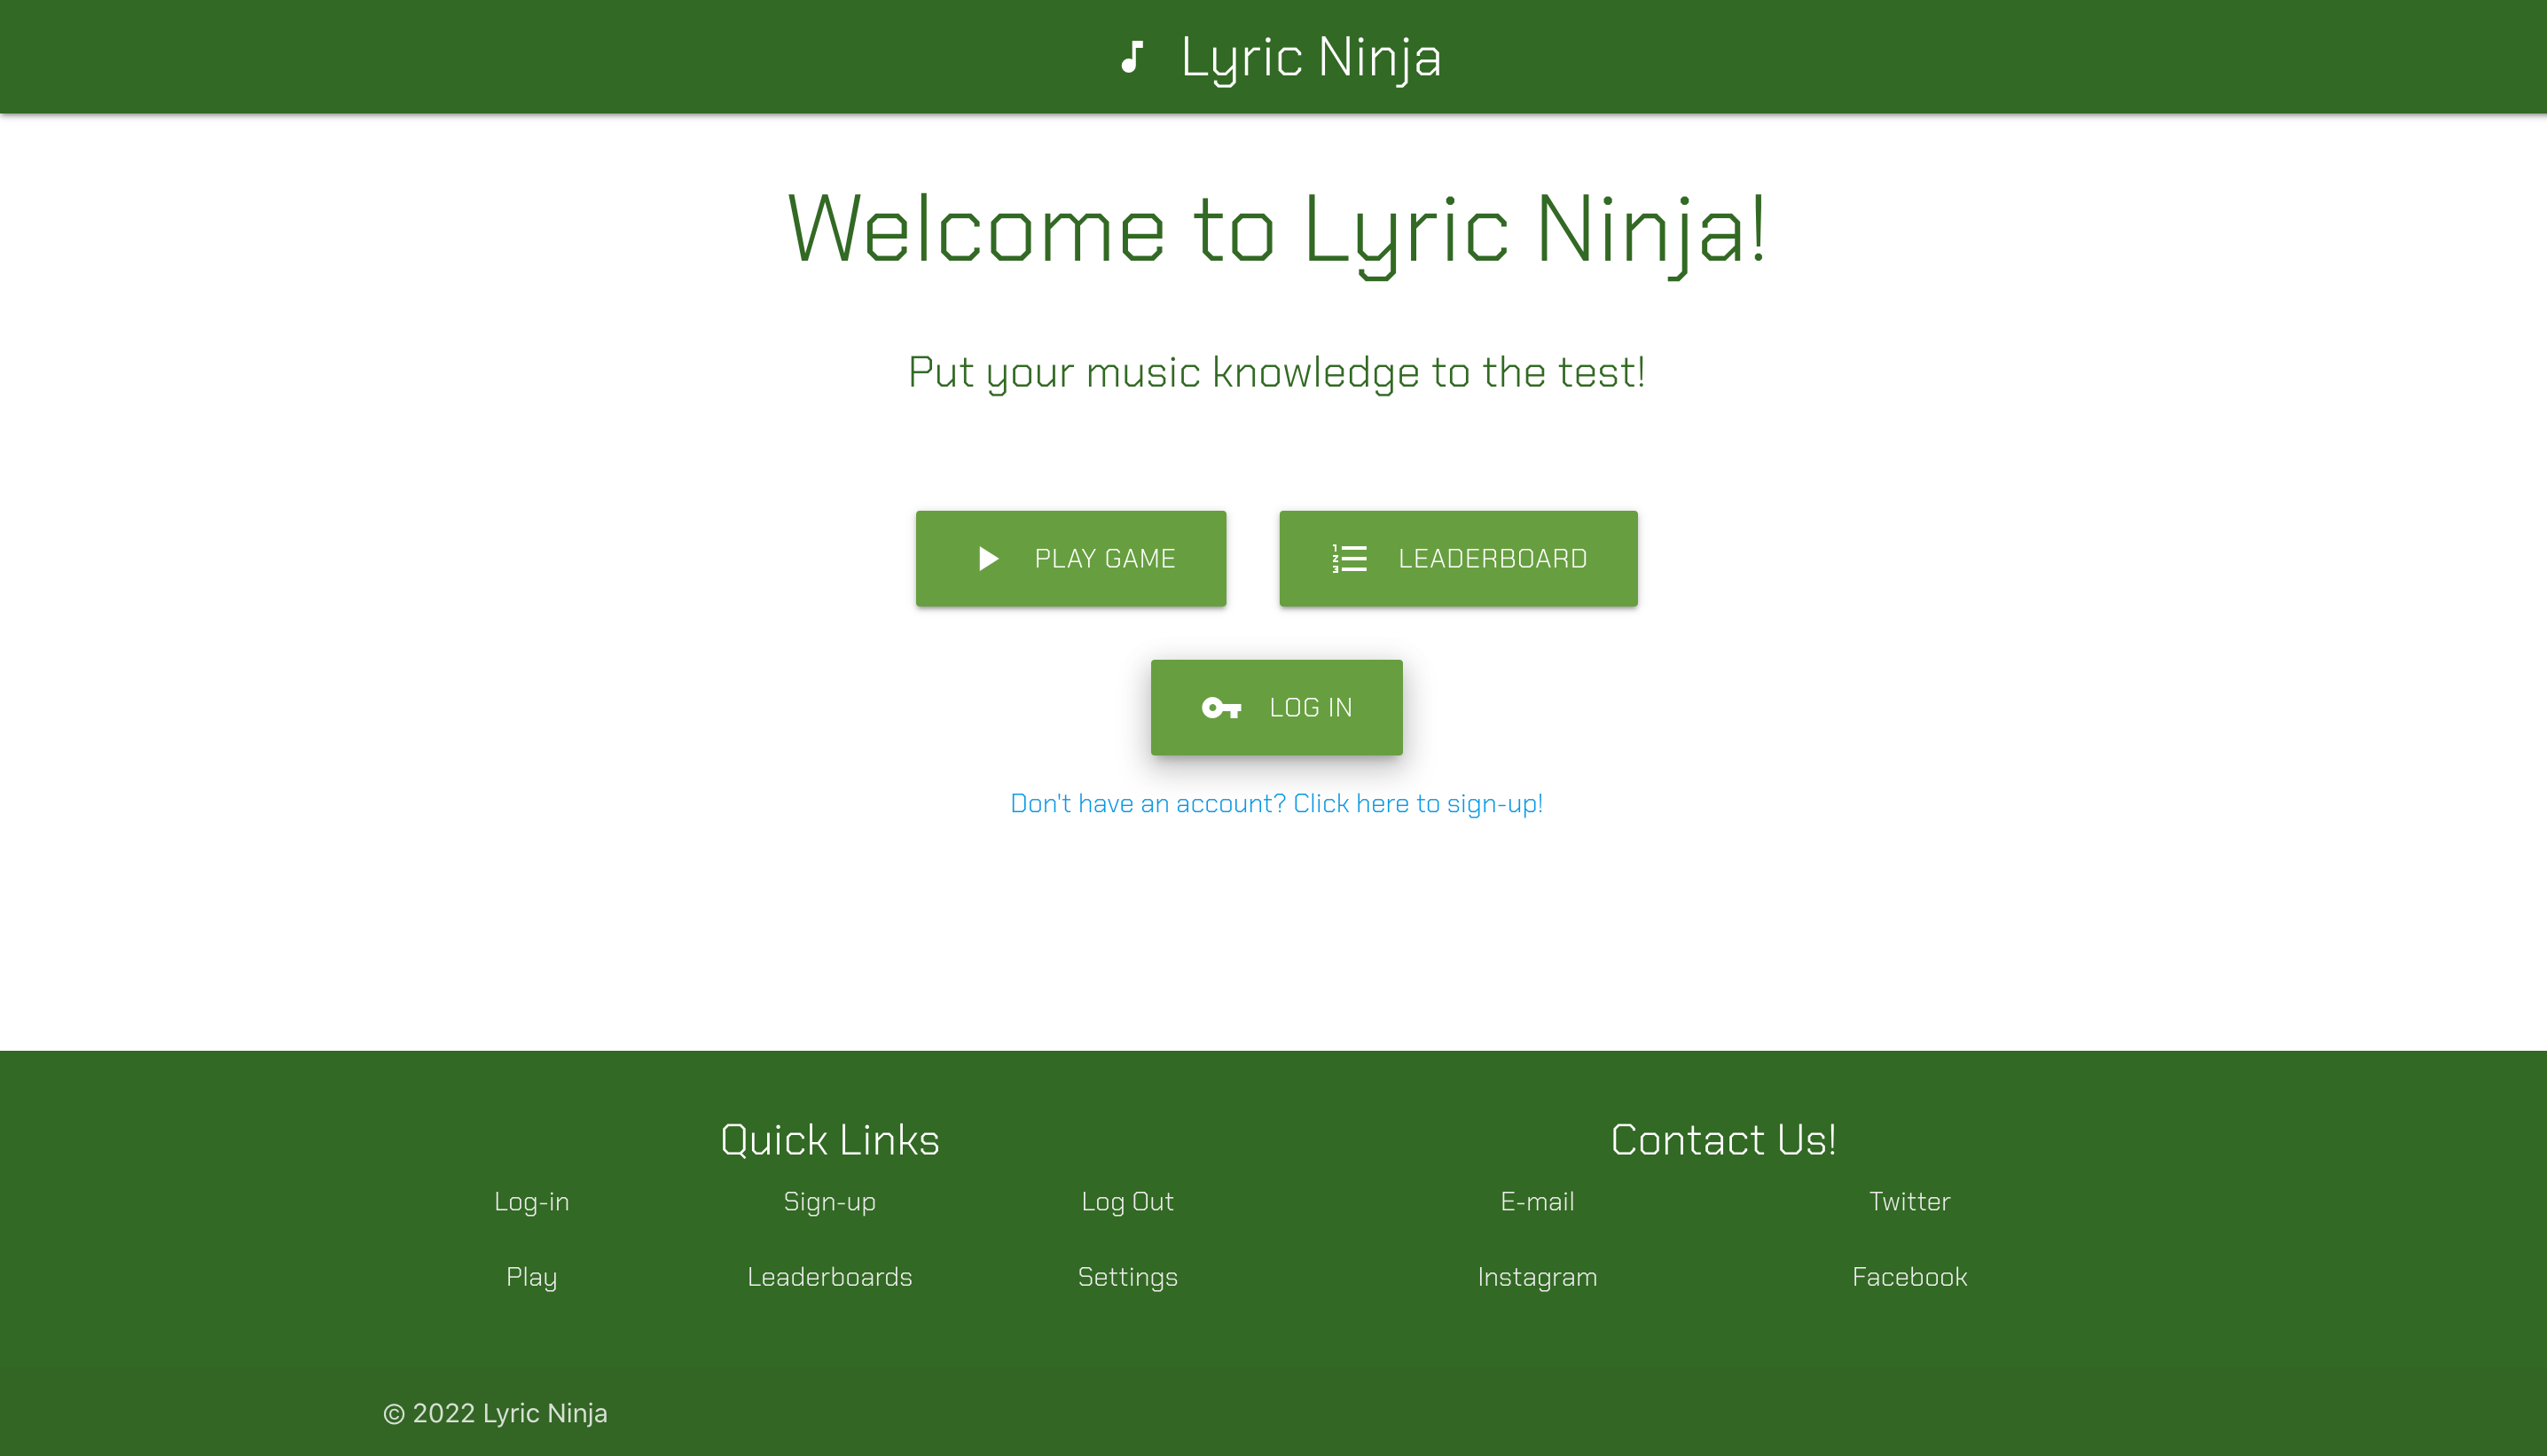 Lyric Ninja
Welcome to Lyric Ninja!
Put your music knowledge to the test!
PLAY GAME
LEADERBOARD
LOG IN
Don't have an account? Click here to sign-up!
Quick Links
Log-in Sign-up Log Out
Play Leaderboards Settings
Contact Us!
E-mail Twitter
Instagram Facebook
© 2022 Lyric Ninja